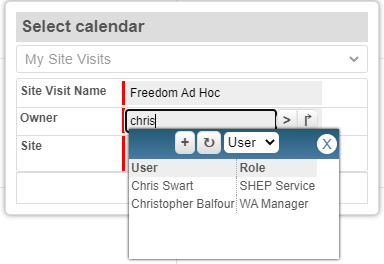 Select calendar
My Site Visits
Site Visit Name Freedom Ad Hoc
Owner chris >
Site User X
User Role
Chris Swart SHEP Service
Christopher Balfour WA Manager